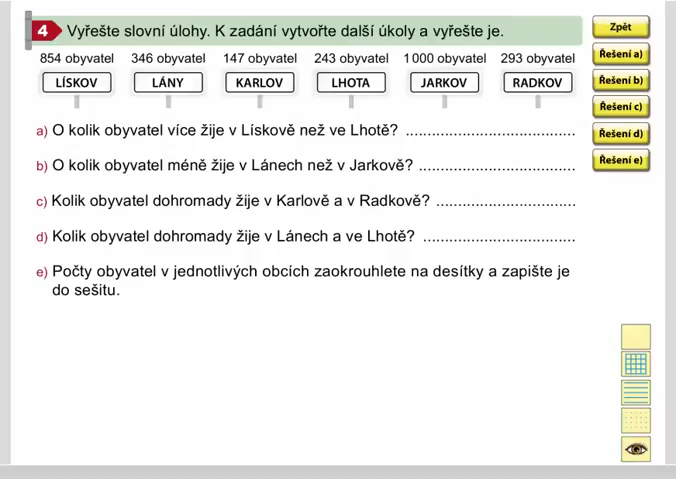 4 Vyřešte slovní úlohy. K zadání vytvořte další úkoly a vyřešte je.
Zpět
854 obyvatel 346 obyvatel 147 obyvatel 243 obyvatel 1 000 obyvatel 293 obyvatel
LÍSKOV LÁNY KARLOV LHOTA JARKOV RADKOV
Řešení a)
Řešení b)
Řešení c)
Řešení d)
Řešení e)
a) O kolik obyvatel více žije v Lískově než ve Lhotě? .......................................
b) O kolik obyvatel méně žije v Lánech než v Jarkově? ....................................
c) Kolik obyvatel dohromady žije v Karlově a v Radkově? ................................
d) Kolik obyvatel dohromady žije v Lánech a ve Lhotě? ...................................
e) Počty obyvatel v jednotlivých obcích zaokrouhlete na desítky a zapište je
do sešitu.